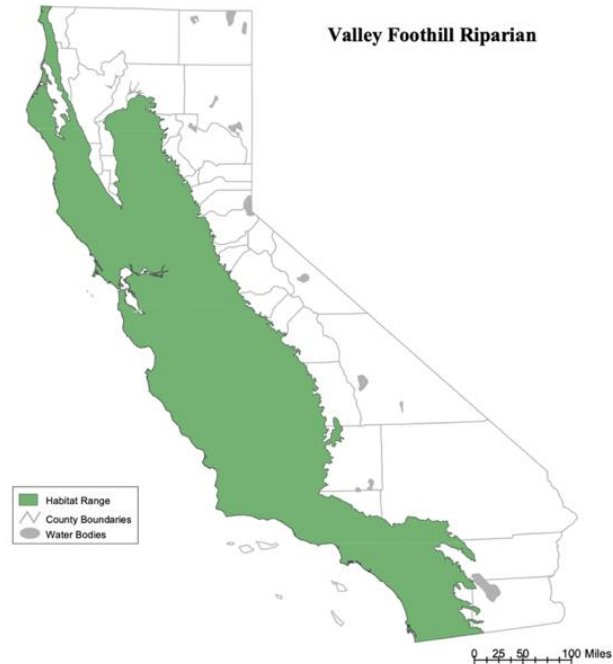 Valley Foothill Riparian
Habitat Range
County Boundaries
Water Bodies
0 25 50 100 Miles